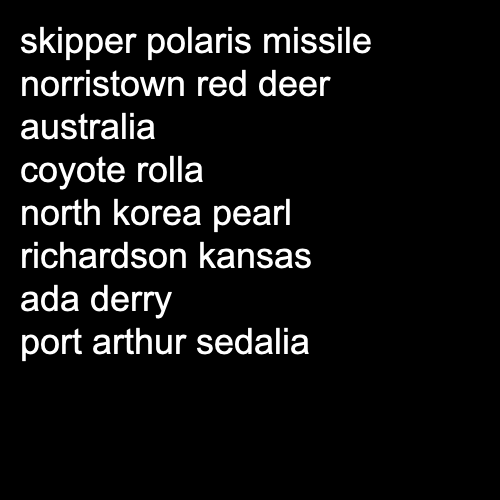 skipper polaris missile
norristown red deer
australia
coyote rolla
north korea pearl
richardson kansas
ada derry
port arthur sedalia